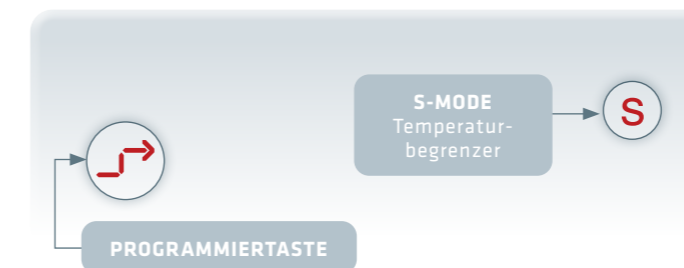 S-MODE
Temperatur-
begrenzer
S
PROGRAMMIERTASTE